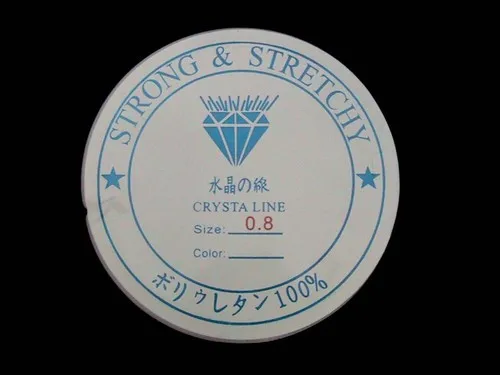 STRONG & STRETCHY
水晶の線
CRYSTA LINE
Size: 0.8
Color:
ポリゥレタン100%